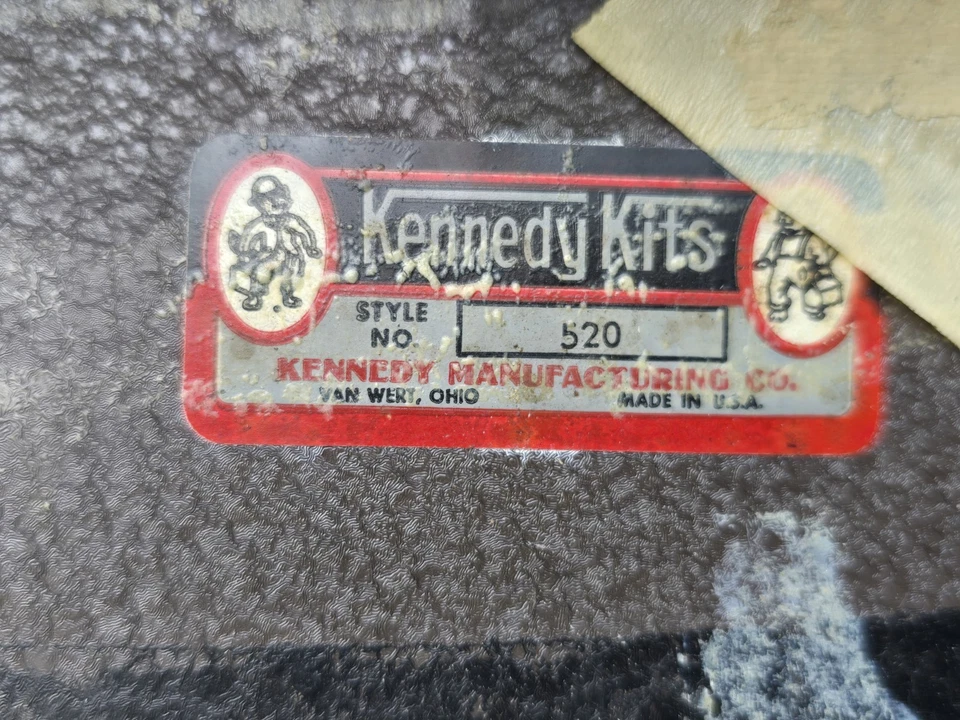 Kennedy Kits
STYLE
NO. 520
KENNEDY MANUFACTURING CO.
VAN WERT, OHIO MADE IN U.S.A.